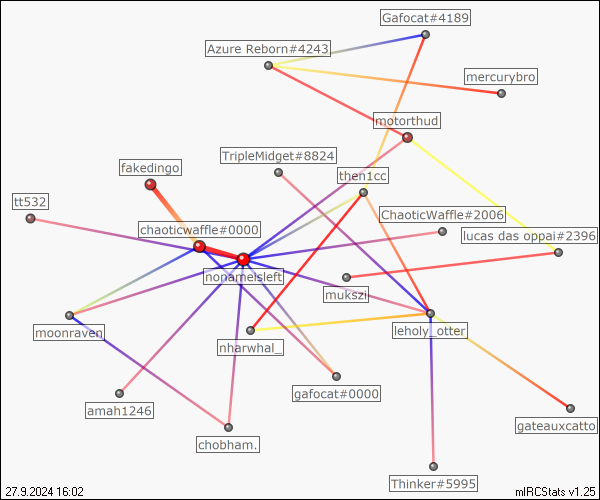 Gafocat#4189
Azure Reborn#4243
mercurybro
motorthud
TripleMidget#8824
fakedingo
then1cc
tt532
ChaoticWaffle#2006
chaoticwaffle#0000
lucas das oppai#2396
nonameisleft
mukszi
moonraven
leholy_otter
nharwhal_
gafocat#0000
amah1246
gateauxcatto
chobham.
Thinker#5995
27.9.2024 16:02
mIRCStats v1.25